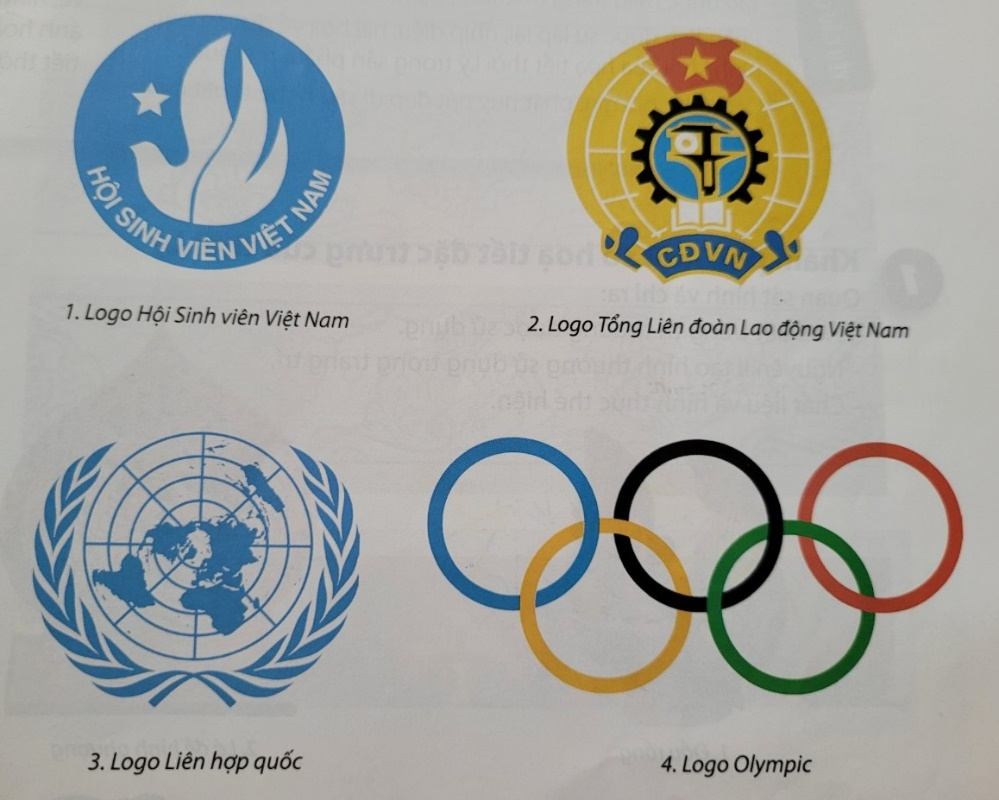 HỘI SINH VIÊN VIỆT NAM
CĐVN
1. Logo Hội Sinh viên Việt Nam
2. Logo Tổng Liên đoàn Lao động Việt Nam
3. Logo Liên hợp quốc
4. Logo Olympic